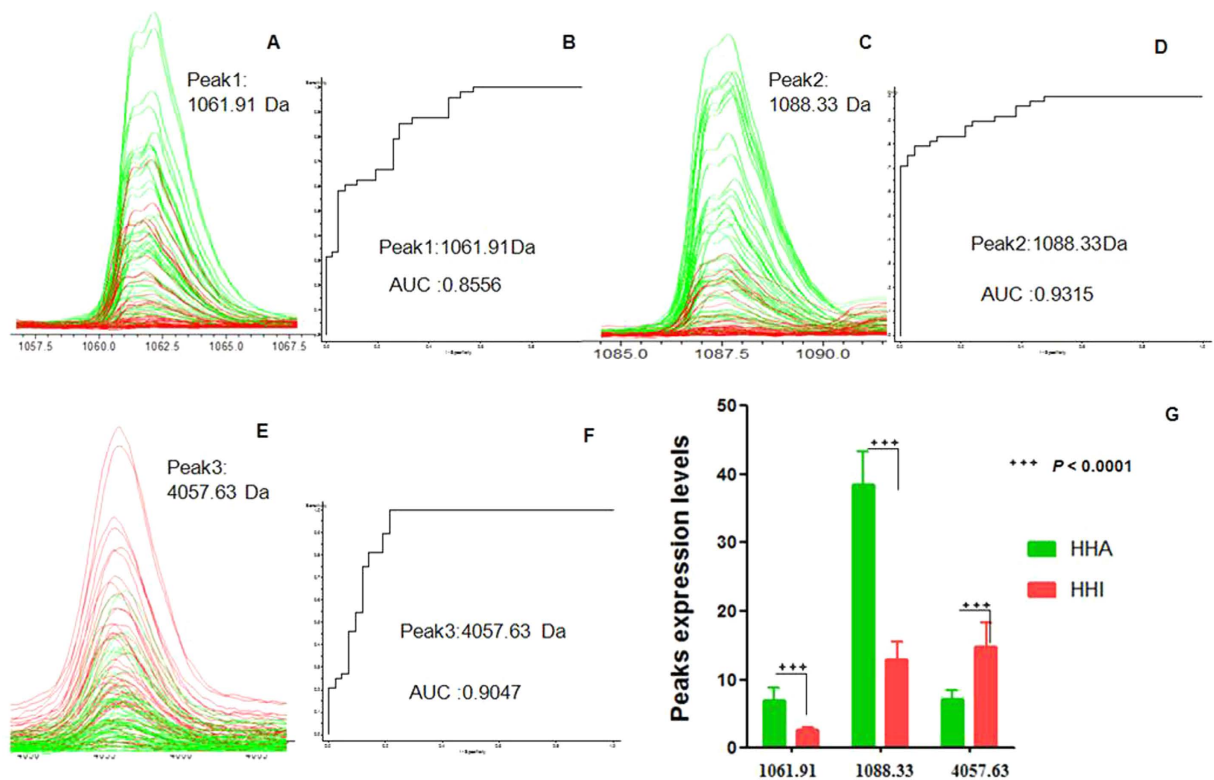 A
Peak1:
1061.91 Da
1057.5 1060.0 1062.5 1065.0 1067.5
B
Peak1:1061.91Da
AUC :0.8556
C
Peak2:
1088.33 Da
1085.0 1087.5 1090.0
D
Peak2:1088.33Da
AUC :0.9315
E
Peak3:
4057.63 Da
F
Peak3:4057.63 Da
AUC :0.9047
G
Peaks expression levels
50
40
30
20
10
0
+++
+++
+++
1061.91 1088.33 4057.63
+++ P < 0.0001
HHA
HHI